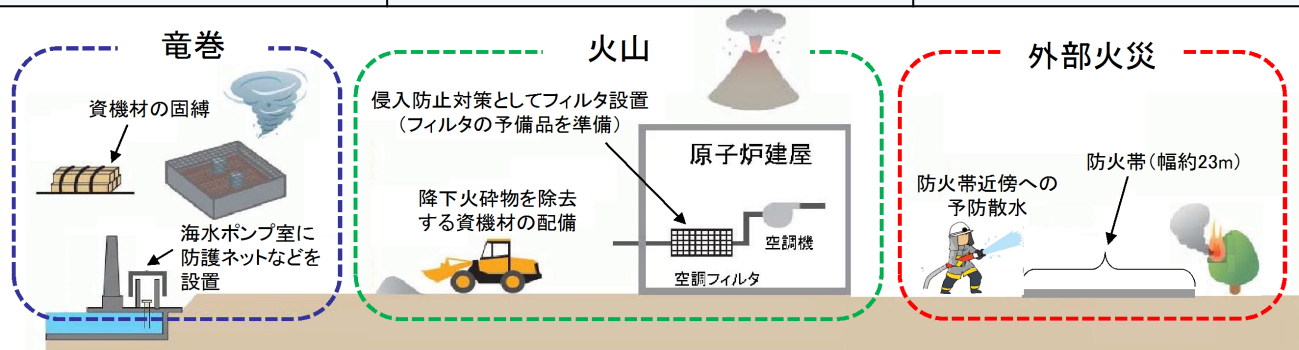 竜巻
資機材の固縛
海水ポンプ室に
防護ネットなどを
設置
火山
侵入防止対策としてフィルタ設置
（フィルタの予備品を準備）
原子炉建屋
降下火砕物を除去
する資機材の配備
空調機
空調フィルタ
外部火災
防火帯（幅約23m）
防火帯近傍への
予防散水